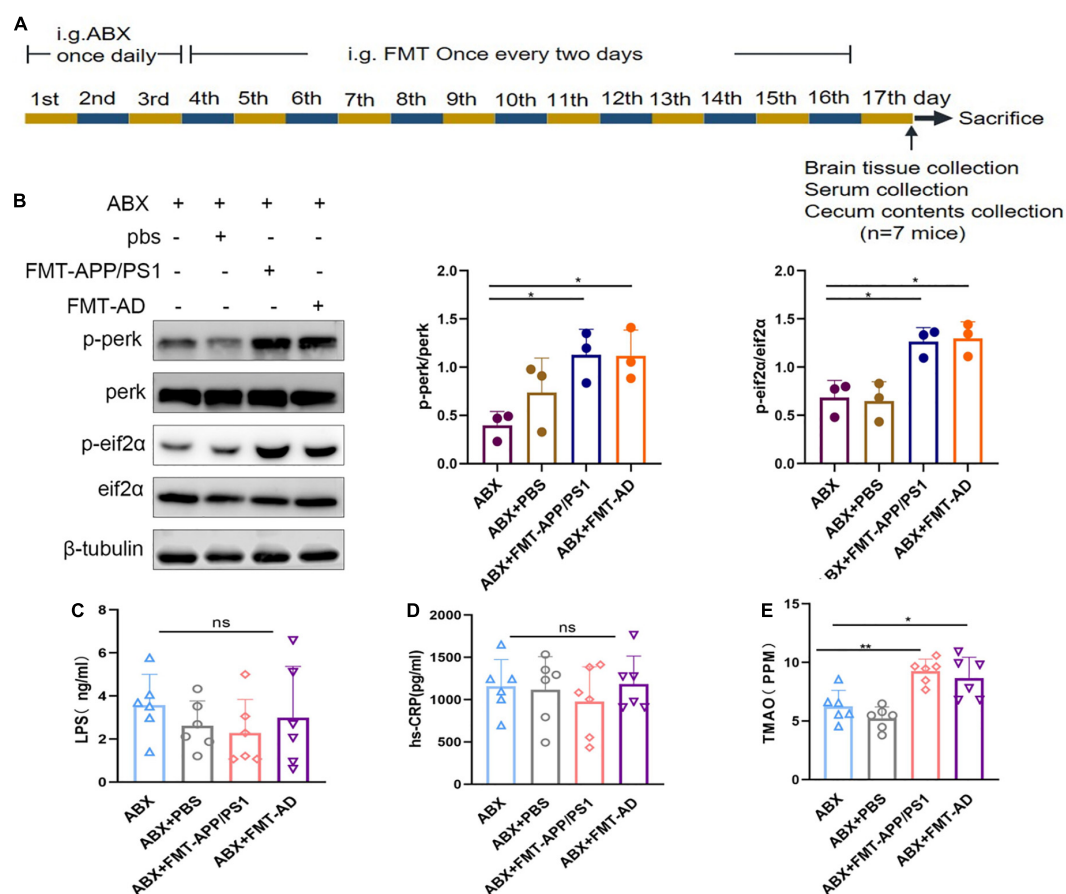 A
i.g.ABX
once daily
i.g. FMT Once every two days
1st 2nd 3rd 4th 5th 6th 7th 8th 9th 10th 11th 12th 13th 14th 15th 16th 17th day
Sacrifice
Brain tissue collection
Serum collection
Cecum contents collection
(n=7 mice)
B
ABX + + + +
pbs - + - -
FMT-APP/PS1 - - + -
FMT-AD - - - +
p-perk
perk
p-eif2α
eif2α
β-tubulin
p-perk/perk
2.0
1.5
1.0
0.5
0.0
*
*
ABX
ABX+PBS
ABX+FMT-APP/PS1
ABX+FMT-AD
p-eif2α/eif2α
2.0
1.5
1.0
0.5
0.0
*
*
ABX
ABX+PBS
ABX+FMT-APP/PS1
ABX+FMT-AD
C
LPS( ng/ml)
8
6
4
2
0
ns
ABX
ABX+PBS
ABX+FMT-APP/PS1
ABX+FMT-AD
D
hs-CRP(pg/ml)
2000
1500
1000
500
0
ns
ABX
ABX+PBS
ABX+FMT-APP/PS1
ABX+FMT-AD
E
TMAO( PPM)
15
10
5
0
*
**
ABX
ABX+PBS
ABX+FMT-APP/PS1
ABX+FMT-AD